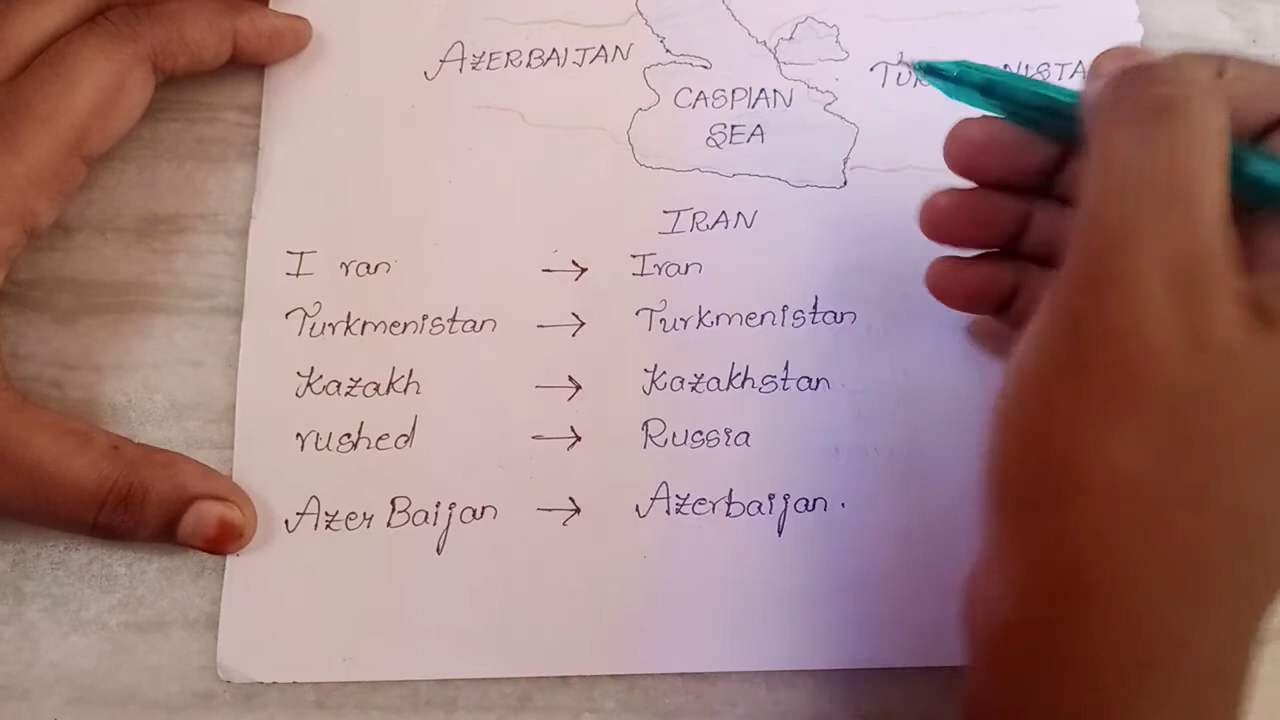 AZERBAIJAN
CASPIAN
SEA
IRAN
I ran → Iran
Turkmenistan → Turkmenistan
Kazakh → Kazakhstan
rushed → Russia
Azer Baijan → Azerbaijan.